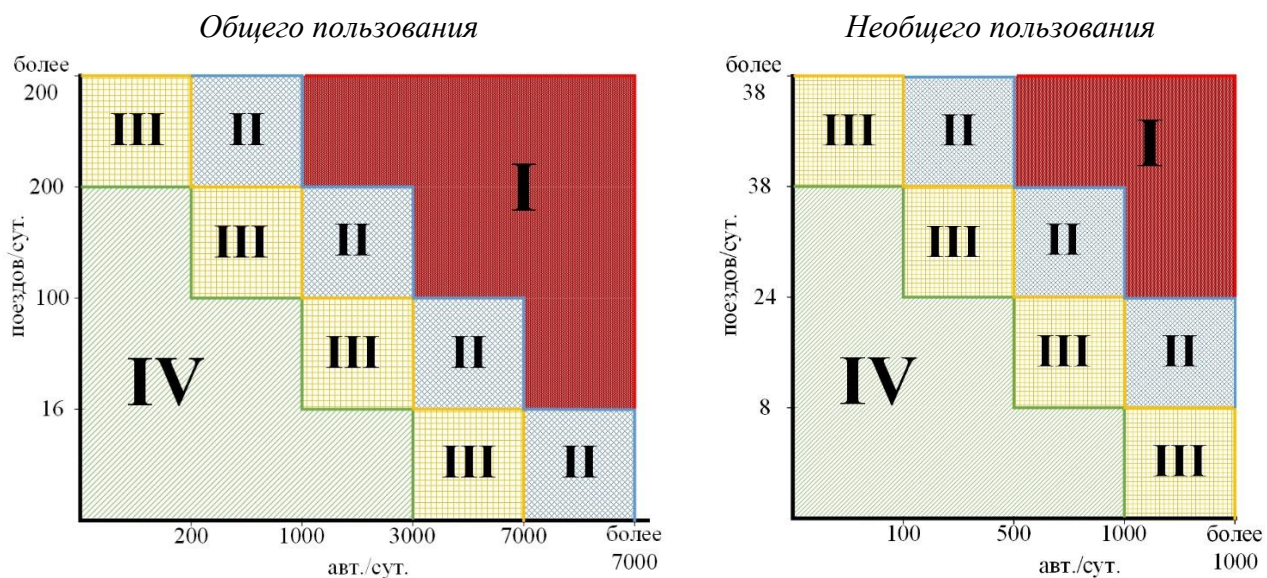 Общего пользования
более
200
III
II
I
200
III
II
поездов/сут.
100
IV
III
II
16
III
II
200
1000
3000
7000
более
7000
авт./сут.
Необщего пользования
более
38
III
II
I
38
III
II
поездов/сут.
24
IV
III
II
8
III
100
500
1000
более
1000
авт./сут.